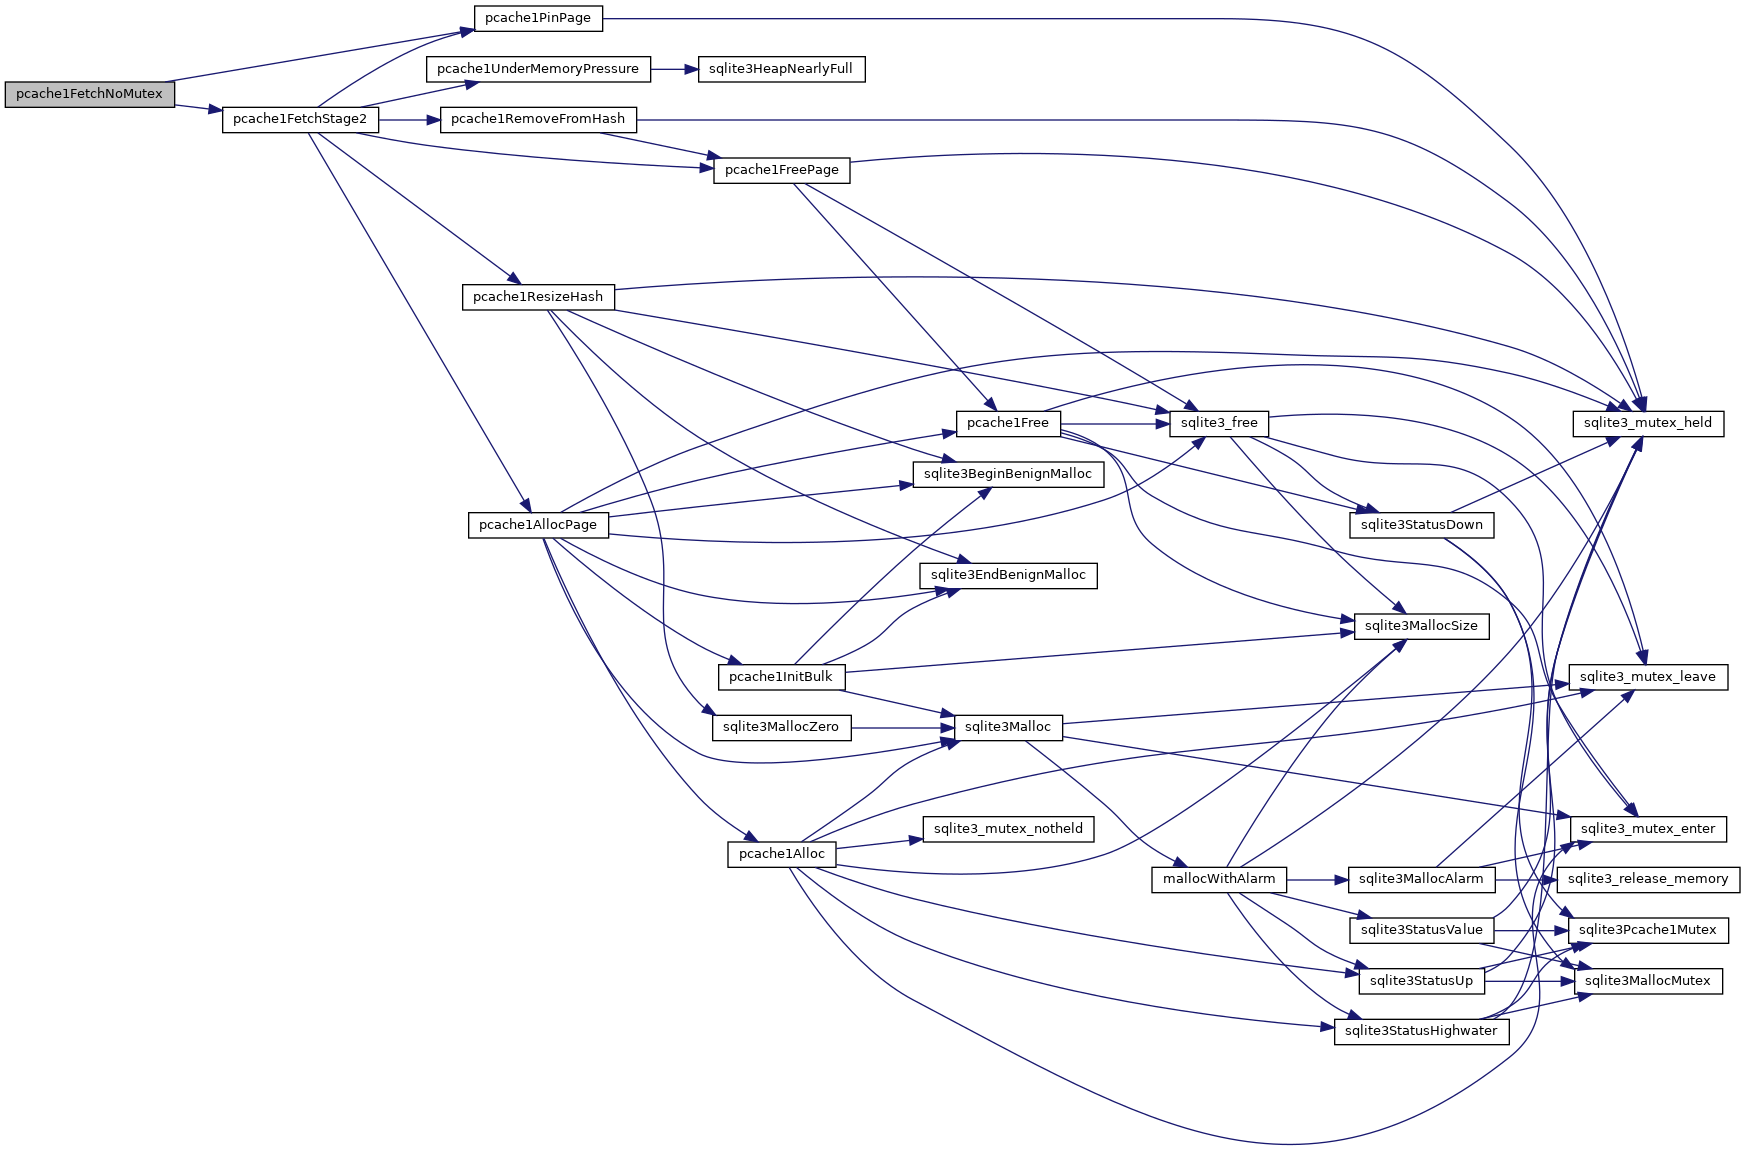 pcache1PinPage
pcache1UnderMemoryPressure
sqlite3HeapNearlyFull
pcache1FetchNoMutex
pcache1FetchStage2
pcache1RemoveFromHash
pcache1FreePage
pcache1ResizeHash
pcache1Free
sqlite3_free
sqlite3_mutex_held
sqlite3BeginBenignMalloc
pcache1AllocPage
sqlite3StatusDown
sqlite3EndBenignMalloc
sqlite3MallocSize
pcache1InitBulk
sqlite3_mutex_leave
sqlite3MallocZero
sqlite3Malloc
sqlite3_mutex_notheld
sqlite3_mutex_enter
pcache1Alloc
mallocWithAlarm
sqlite3MallocAlarm
sqlite3_release_memory
sqlite3StatusValue
sqlite3Pcache1Mutex
sqlite3StatusUp
sqlite3MallocMutex
sqlite3StatusHighwater